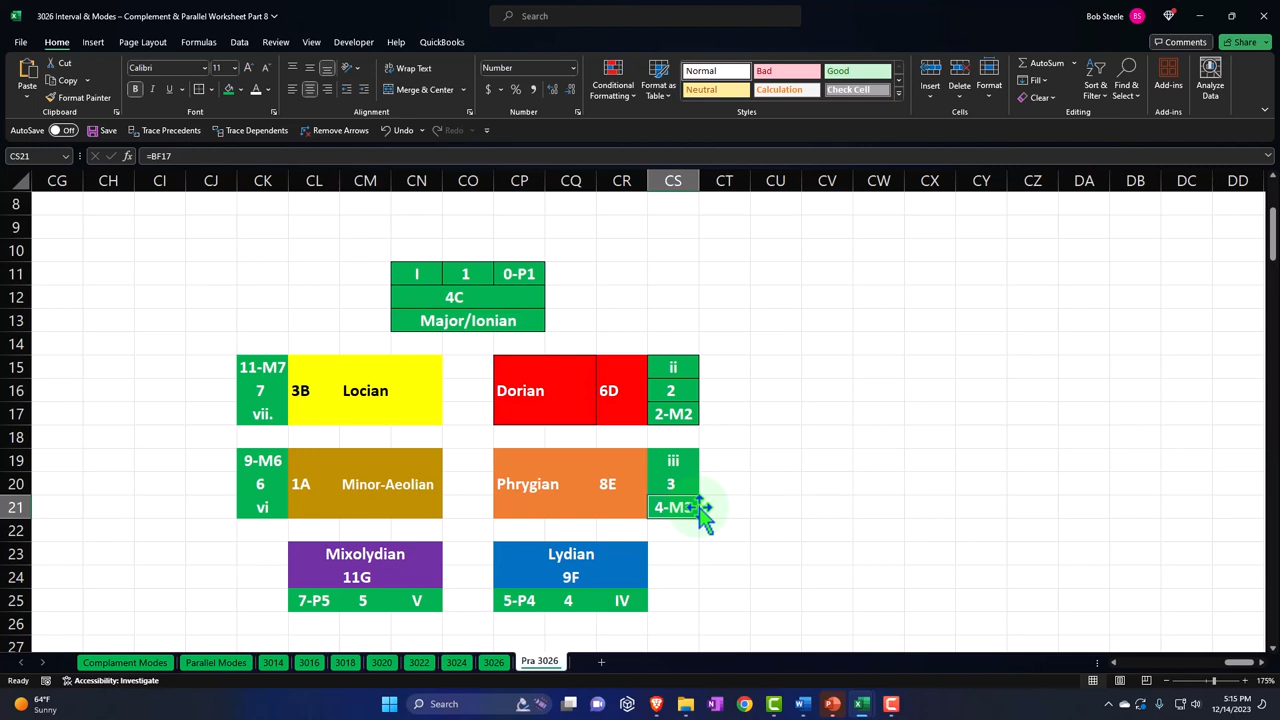 3026 Interval & Modes – Complement & Parallel Worksheet Part 8
Search
Bob Steele
BS
File Home Insert Page Layout Formulas Data Review View Developer Help QuickBooks
Comments
Share
Paste
Cut
Copy
Format Painter
Clipboard
Calibri
11
B I U
Font
Wrap Text
Merge & Center
Alignment
Number
$ % ,
Number
Conditional Formatting
Format as Table
Normal Bad Good
Neutral Calculation Check Cell
Styles
Insert Delete Format
Cells
AutoSum
Fill
Clear
Sort & Filter
Find & Select
Editing
Add-ins
Add-ins
Analyze Data
AutoSave Off Save Trace Precedents Trace Dependents Remove Arrows Undo Redo
CS21 fx =BF17
CG CH CI CJ CK CL CM CN CO CP CQ CR CS CT CU CV CW CX CY CZ DA DB DC DD
8
9
10
11 I 1 0-P1
12 4C
13 Major/Ionian
14
15 11-M7 ii
16 7 3B Locian Dorian 6D 2
17 vii. 2-M2
18
19 9-M6 iii
20 6 1A Minor-Aeolian Phrygian 8E 3
21 vi
22
23 Mixolydian Lydian
24 11G 9F
25 7-P5 5 V 5-P4 4 IV
26
27
Complament Modes Parallel Modes 3014 3016 3018 3020 3022 3024 3026 Pra 3026
Ready Accessibility: Investigate
175%
64°F
Sunny
Search
5:15 PM
12/14/2023